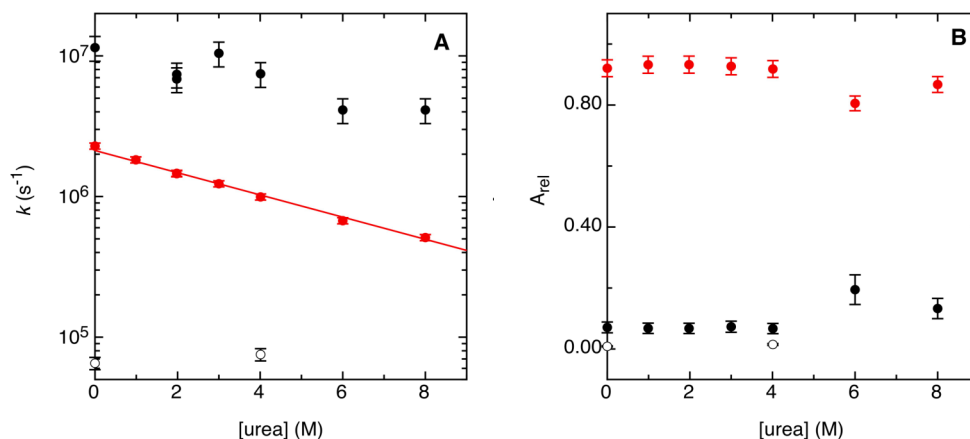 A
10⁷
10⁶
10⁵
k (s⁻¹)
0 2 4 6 8
[urea] (M)
B
0.80
0.40
0.00
A_rel
0 2 4 6 8
[urea] (M)